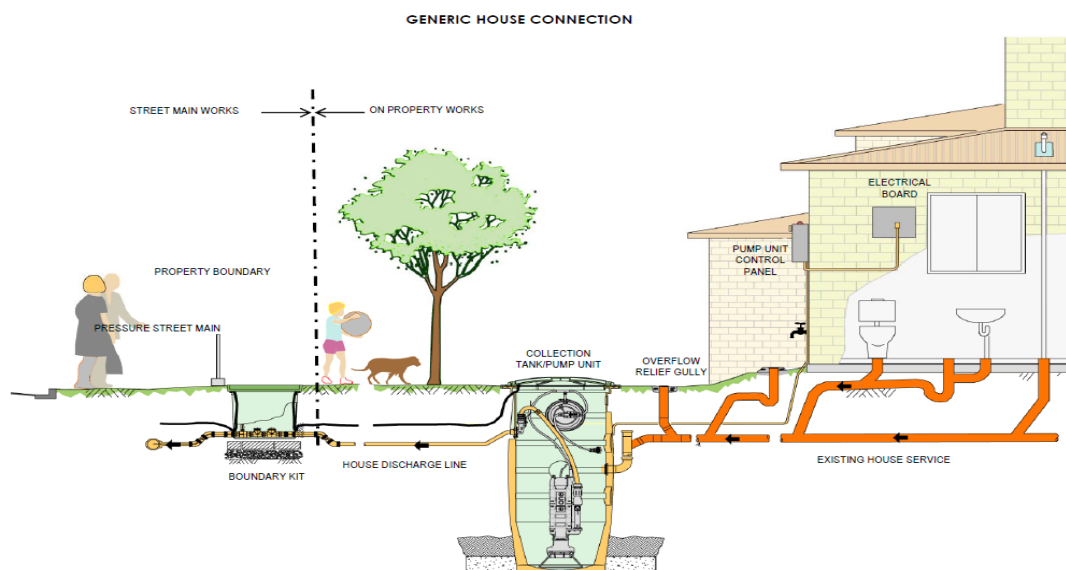 GENERIC HOUSE CONNECTION
STREET MAIN WORKS
ON PROPERTY WORKS
ELECTRICAL
BOARD
PUMP UNIT
CONTROL
PANEL
PROPERTY BOUNDARY
PRESSURE STREET MAIN
COLLECTION
TANK/PUMP UNIT
OVERFLOW
RELIEF GULLY
HOUSE DISCHARGE LINE
EXISTING HOUSE SERVICE
BOUNDARY KIT